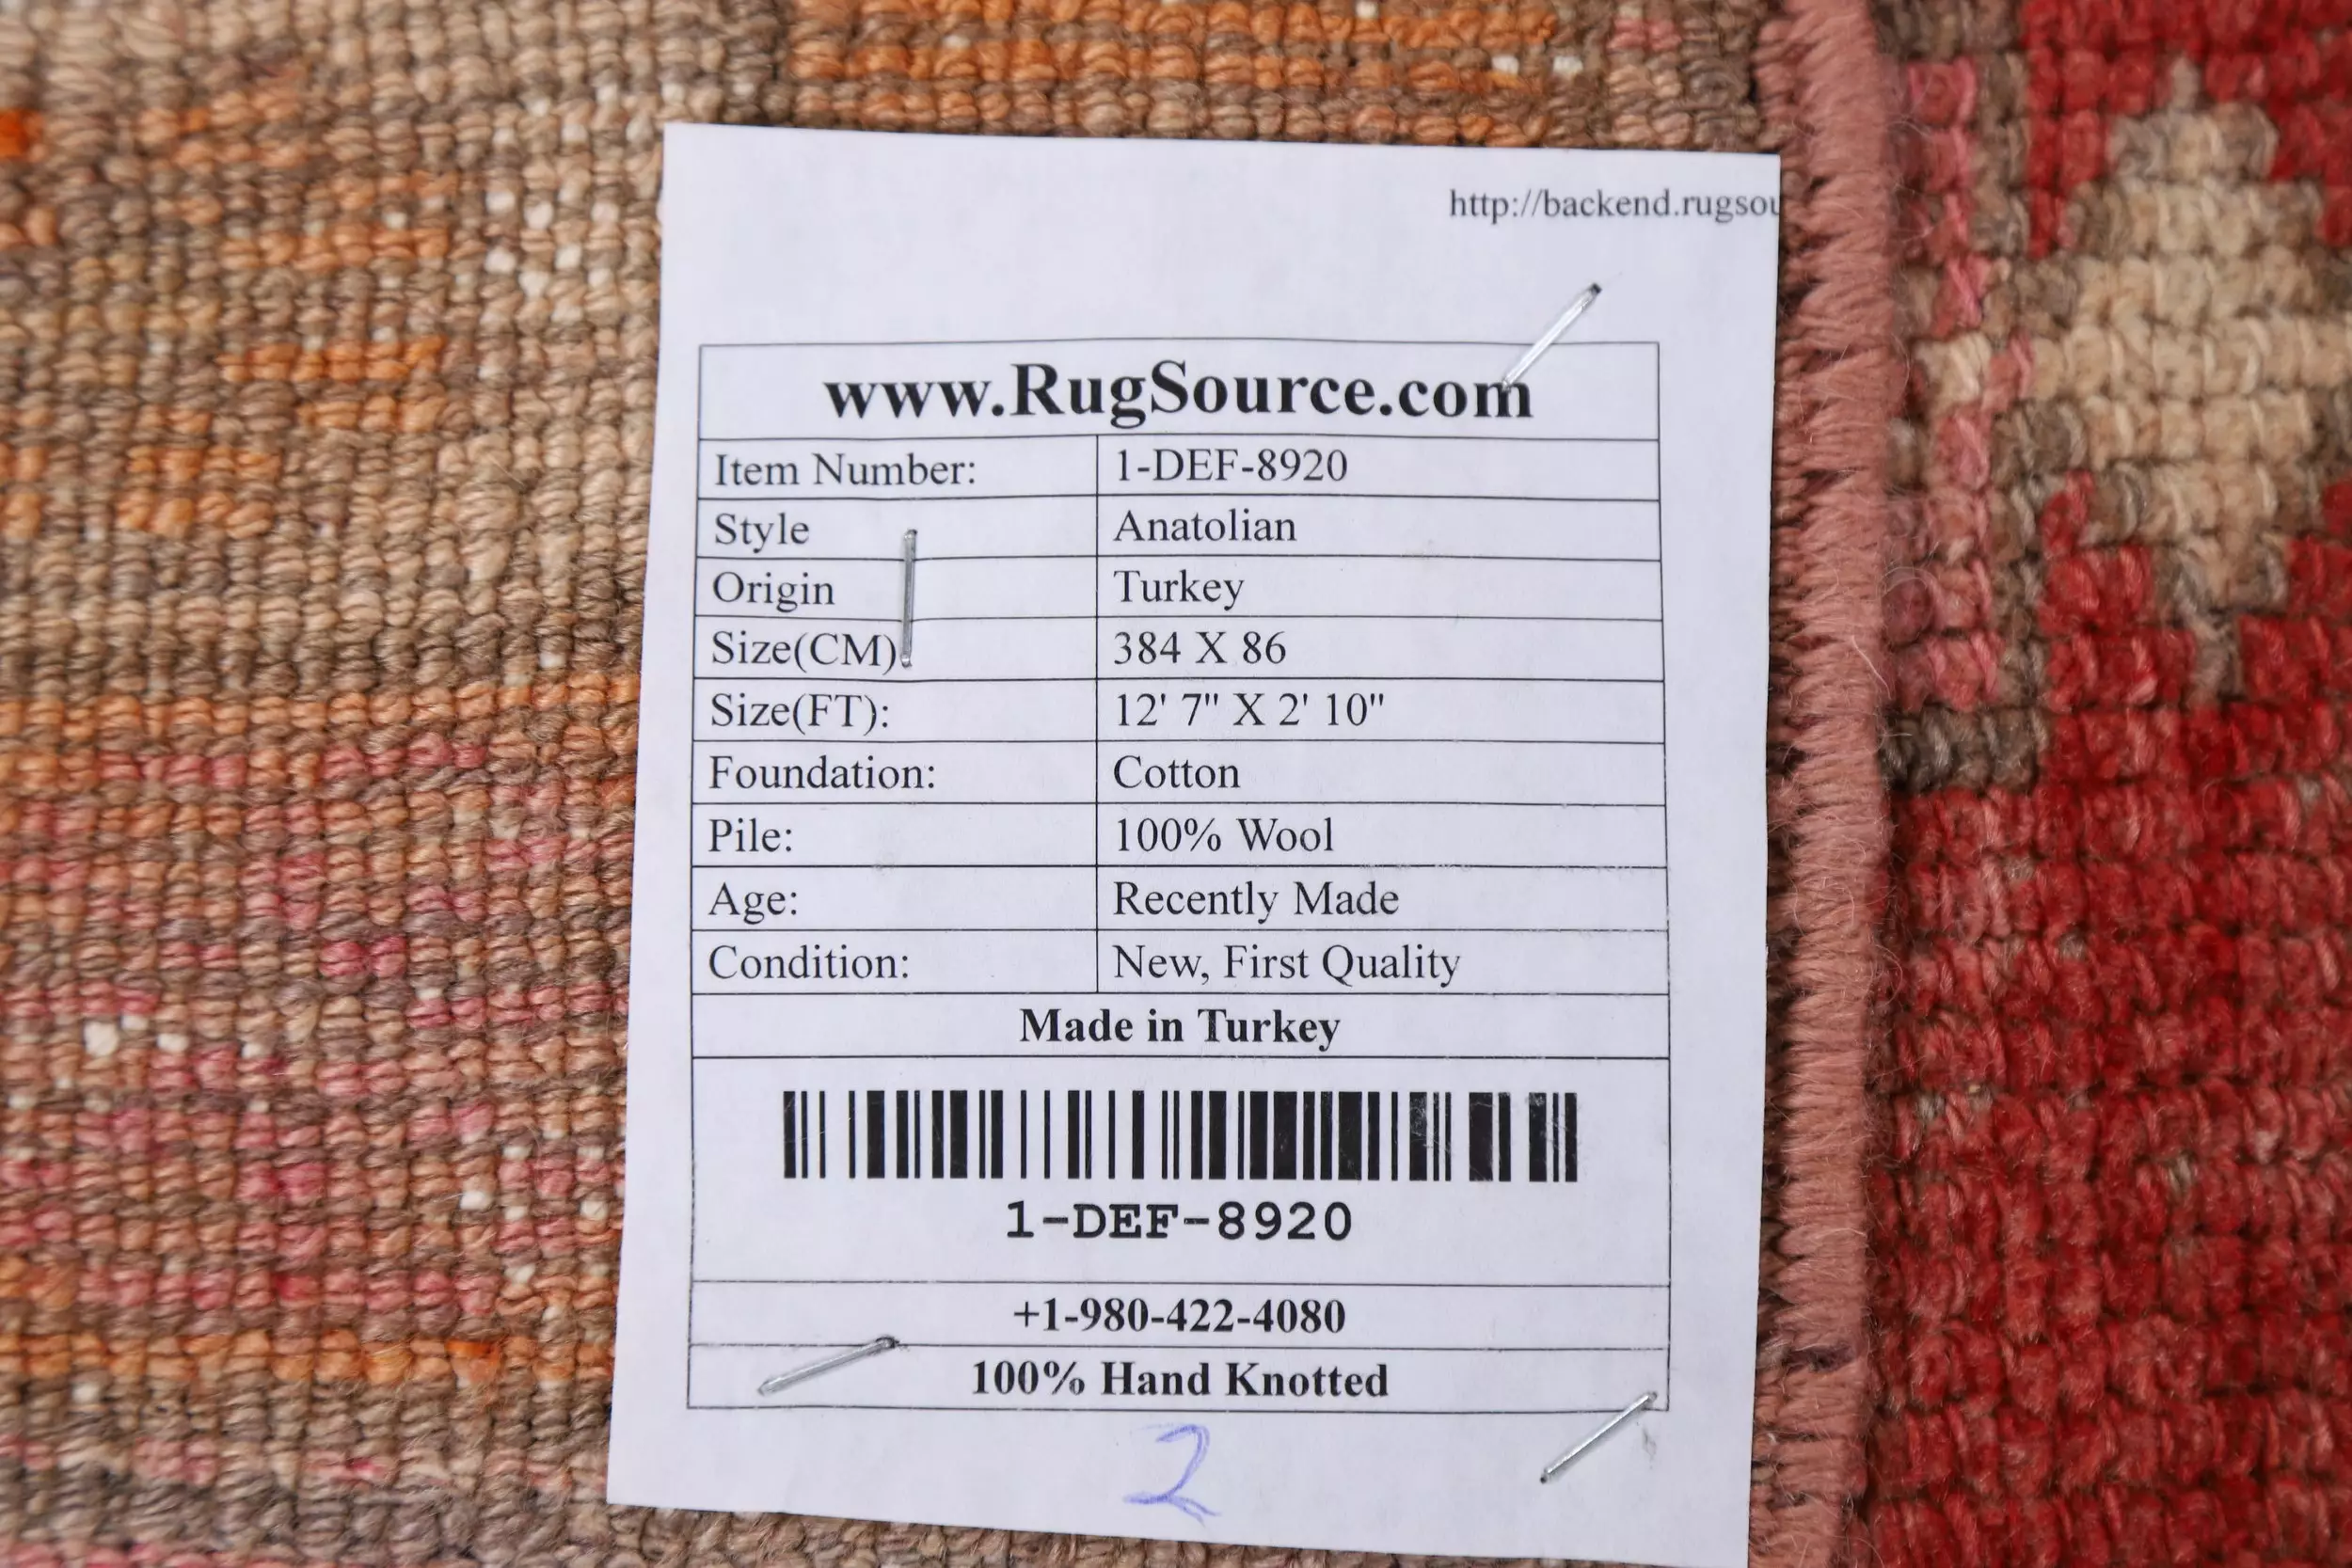 http://backend.rugsou
www.RugSource.com
Item Number: 1-DEF-8920
Style Anatolian
Origin Turkey
Size(CM) 384 X 86
Size(FT): 12' 7" X 2' 10"
Foundation: Cotton
Pile: 100% Wool
Age: Recently Made
Condition: New, First Quality
Made in Turkey
1-DEF-8920
+1-980-422-4080
100% Hand Knotted
2